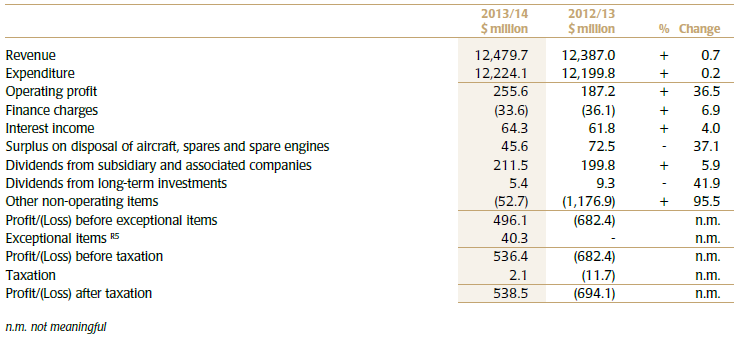 2013/14 2012/13
$ million $ million % Change
Revenue 12,479.7 12,387.0 + 0.7
Expenditure 12,224.1 12,199.8 + 0.2
Operating profit 255.6 187.2 + 36.5
Finance charges (33.6) (36.1) + 6.9
Interest income 64.3 61.8 + 4.0
Surplus on disposal of aircraft, spares and spare engines 45.6 72.5 - 37.1
Dividends from subsidiary and associated companies 211.5 199.8 + 5.9
Dividends from long-term investments 5.4 9.3 - 41.9
Other non-operating items (52.7) (1,176.9) + 95.5
Profit/(Loss) before exceptional items 496.1 (682.4) n.m.
Exceptional items R5 40.3 - n.m.
Profit/(Loss) before taxation 536.4 (682.4) n.m.
Taxation 2.1 (11.7) n.m.
Profit/(Loss) after taxation 538.5 (694.1) n.m.
n.m. not meaningful